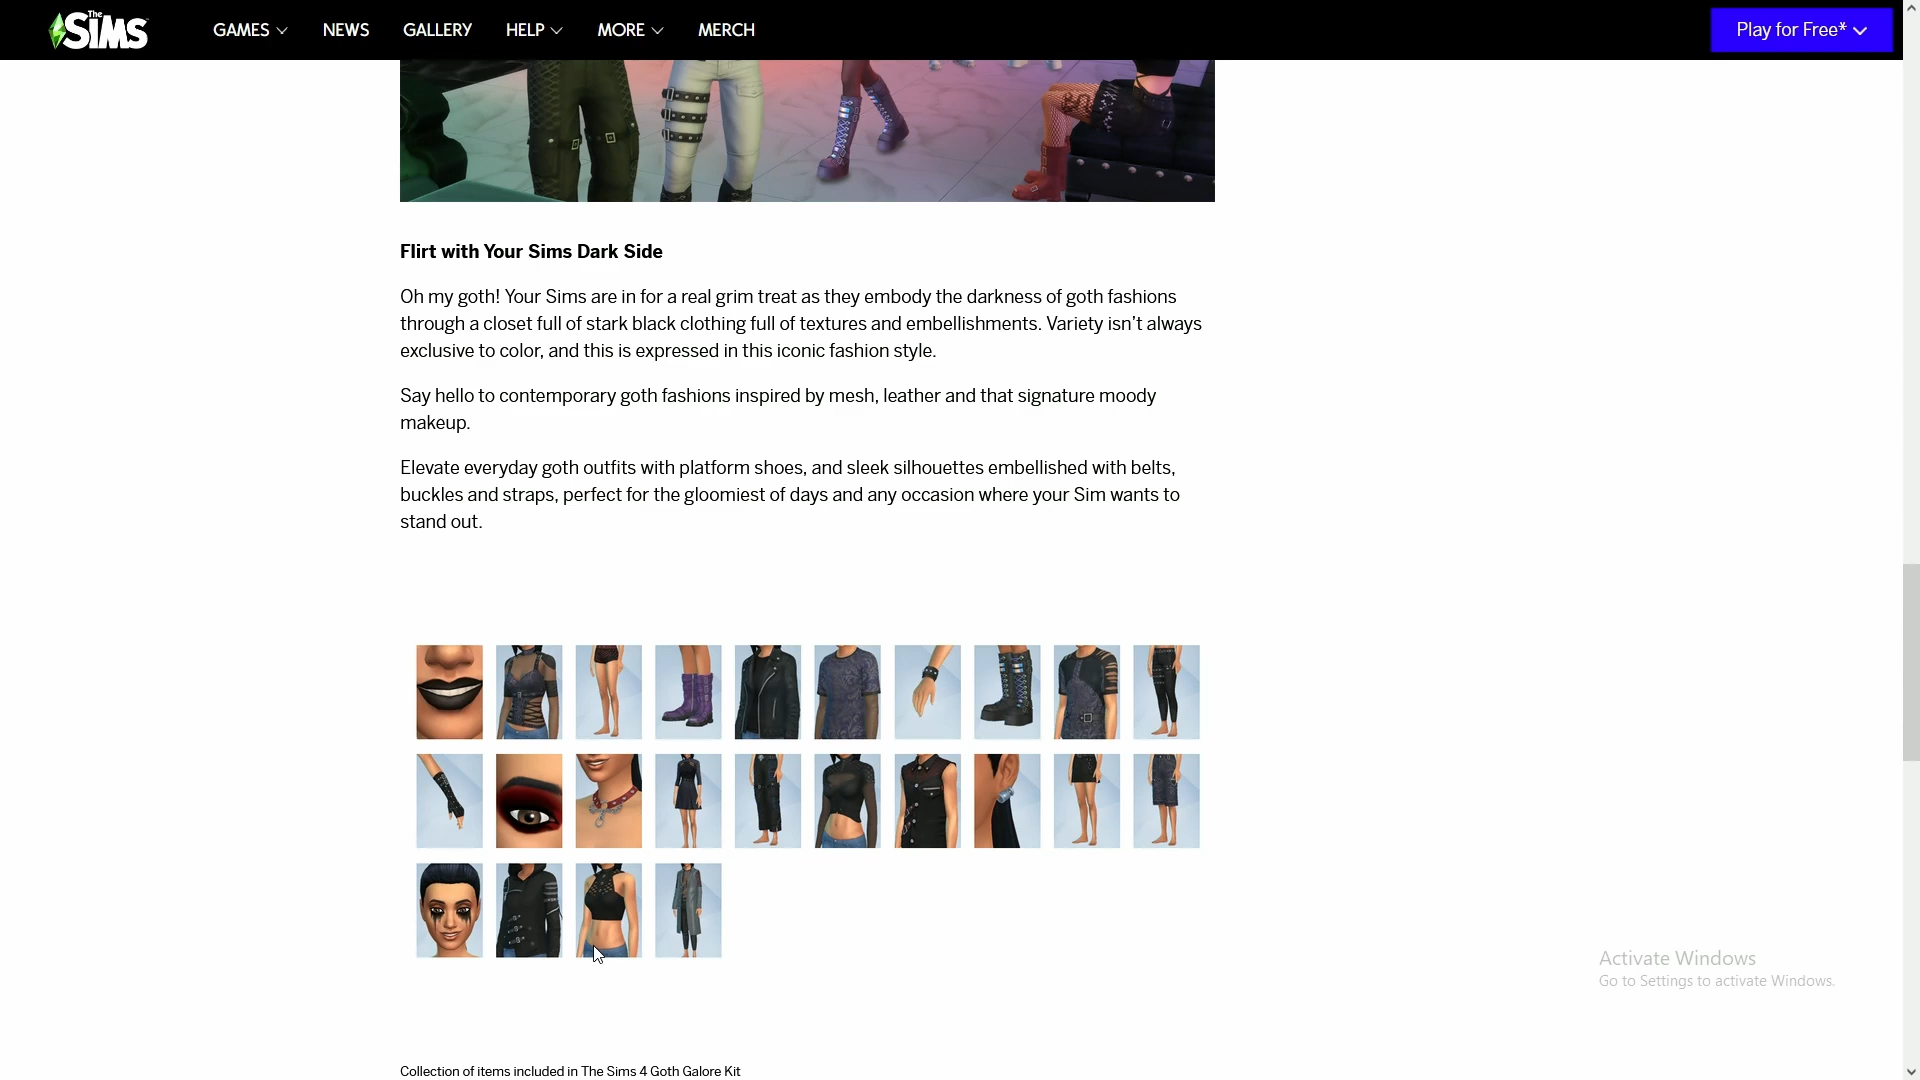 The Sims
GAMES NEWS GALLERY HELP MORE MERCH
Play for Free*
Flirt with Your Sims Dark Side
Oh my goth! Your Sims are in for a real grim treat as they embody the darkness of goth fashions
through a closet full of stark black clothing full of textures and embellishments. Variety isn’t always
exclusive to color, and this is expressed in this iconic fashion style.
Say hello to contemporary goth fashions inspired by mesh, leather and that signature moody
makeup.
Elevate everyday goth outfits with platform shoes, and sleek silhouettes embellished with belts,
buckles and straps, perfect for the gloomiest of days and any occasion where your Sim wants to
stand out.
Activate Windows
Go to Settings to activate Windows.
Collection of items included in The Sims 4 Goth Galore Kit